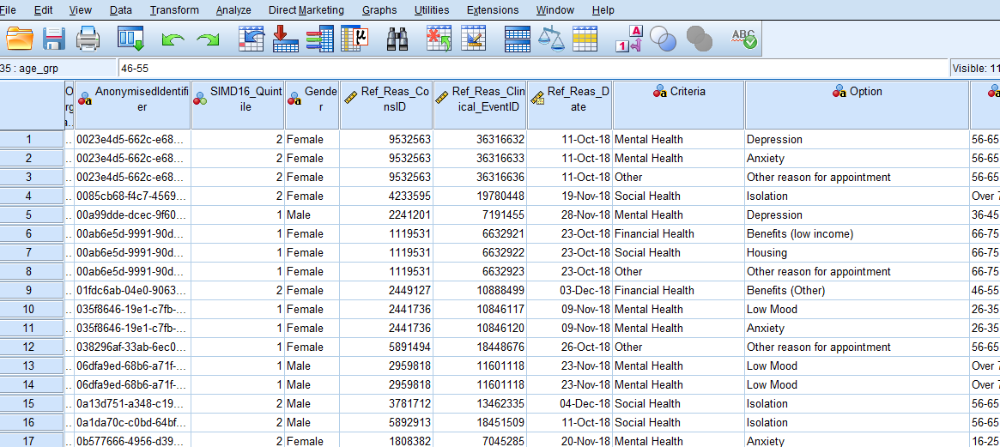 File Edit View Data Transform Analyze Direct Marketing Graphs Utilities Extensions Window Help
1 A ABC
35 : age_grp 46-55 Visible: 11
AnonymisedIdentifi SIMD16_Quint Gende Ref_Reas_Co Ref_Reas_Clin Ref_Reas_D Criteria Option
er ile r nsID ical_EventID ate
1 0023e4d5-662c-e68... 2 Female 9532563 36316632 11-Oct-18 Mental Health Depression 56-65
2 0023e4d5-662c-e68... 2 Female 9532563 36316633 11-Oct-18 Mental Health Anxiety 56-65
3 0023e4d5-662c-e68... 2 Female 9532563 36316636 11-Oct-18 Other Other reason for appointment 56-65
4 0085cb68-f4c7-4569... 2 Female 4233595 19780448 19-Nov-18 Social Health Isolation Over 7
5 00a99dde-dcec-9f60... 1 Male 2241201 7191455 28-Nov-18 Mental Health Depression 36-45
6 00ab6e5d-9991-90d... 1 Female 1119531 6632921 23-Oct-18 Financial Health Benefits (low income) 66-75
7 00ab6e5d-9991-90d... 1 Female 1119531 6632922 23-Oct-18 Social Health Housing 66-75
8 00ab6e5d-9991-90d... 1 Female 1119531 6632923 23-Oct-18 Other Other reason for appointment 66-75
9 01fdc6ab-04e0-9063... 2 Female 2449127 10888499 03-Dec-18 Financial Health Benefits (Other) 46-55
10 035f8646-19e1-c7fb-... 1 Female 2441736 10846117 09-Nov-18 Mental Health Low Mood 26-35
11 035f8646-19e1-c7fb-... 1 Female 2441736 10846120 09-Nov-18 Mental Health Anxiety 26-35
12 038296af-33ab-6ec0... 1 Female 5891494 18448676 26-Oct-18 Other Other reason for appointment 56-65
13 06dfa9ed-68b6-a71f-... 1 Male 2959818 11601118 23-Nov-18 Mental Health Low Mood Over 7
14 06dfa9ed-68b6-a71f-... 1 Male 2959818 11601118 23-Nov-18 Mental Health Low Mood Over 7
15 0a13d751-a348-c19... 2 Male 3781712 13462335 04-Dec-18 Social Health Isolation 56-65
16 0a1da70c-c0bd-64bf... 2 Male 5892913 18451509 11-Oct-18 Social Health Isolation 56-65
17 0b577666-4956-d39... 2 Female 1808382 7045285 20-Nov-18 Mental Health Anxiety 16-25